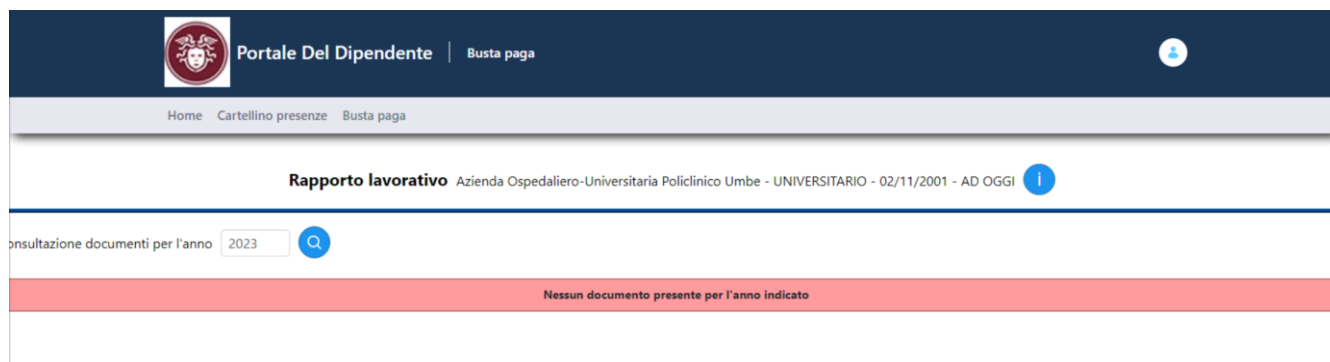 Portale Del Dipendente | Busta paga
Home Cartellino presenze Busta paga
Rapporto lavorativo Azienda Ospedaliero-Universitaria Policlinico Umbe - UNIVERSITARIO - 02/11/2001 - AD OGGI i
onsultazione documenti per l'anno 2023
Nessun documento presente per l'anno indicato